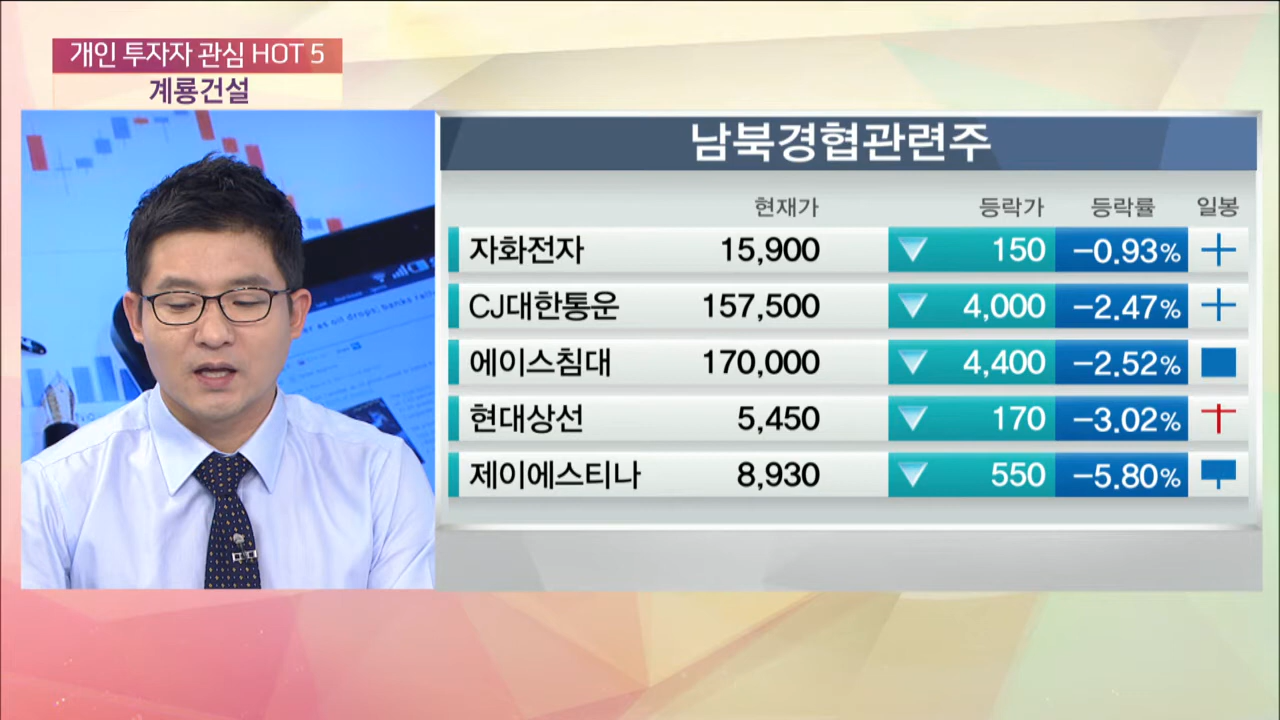 개인 투자자 관심 HOT 5
계룡건설
남북경협관련주
현재가 등락가 등락률 일봉
자화전자 15,900 ▼ 150 −0.93%
CJ대한통운 157,500 ▼ 4,000 −2.47%
에이스침대 170,000 ▼ 4,400 −2.52%
현대상선 5,450 ▼ 170 −3.02%
제이에스티나 8,930 ▼ 550 −5.80%